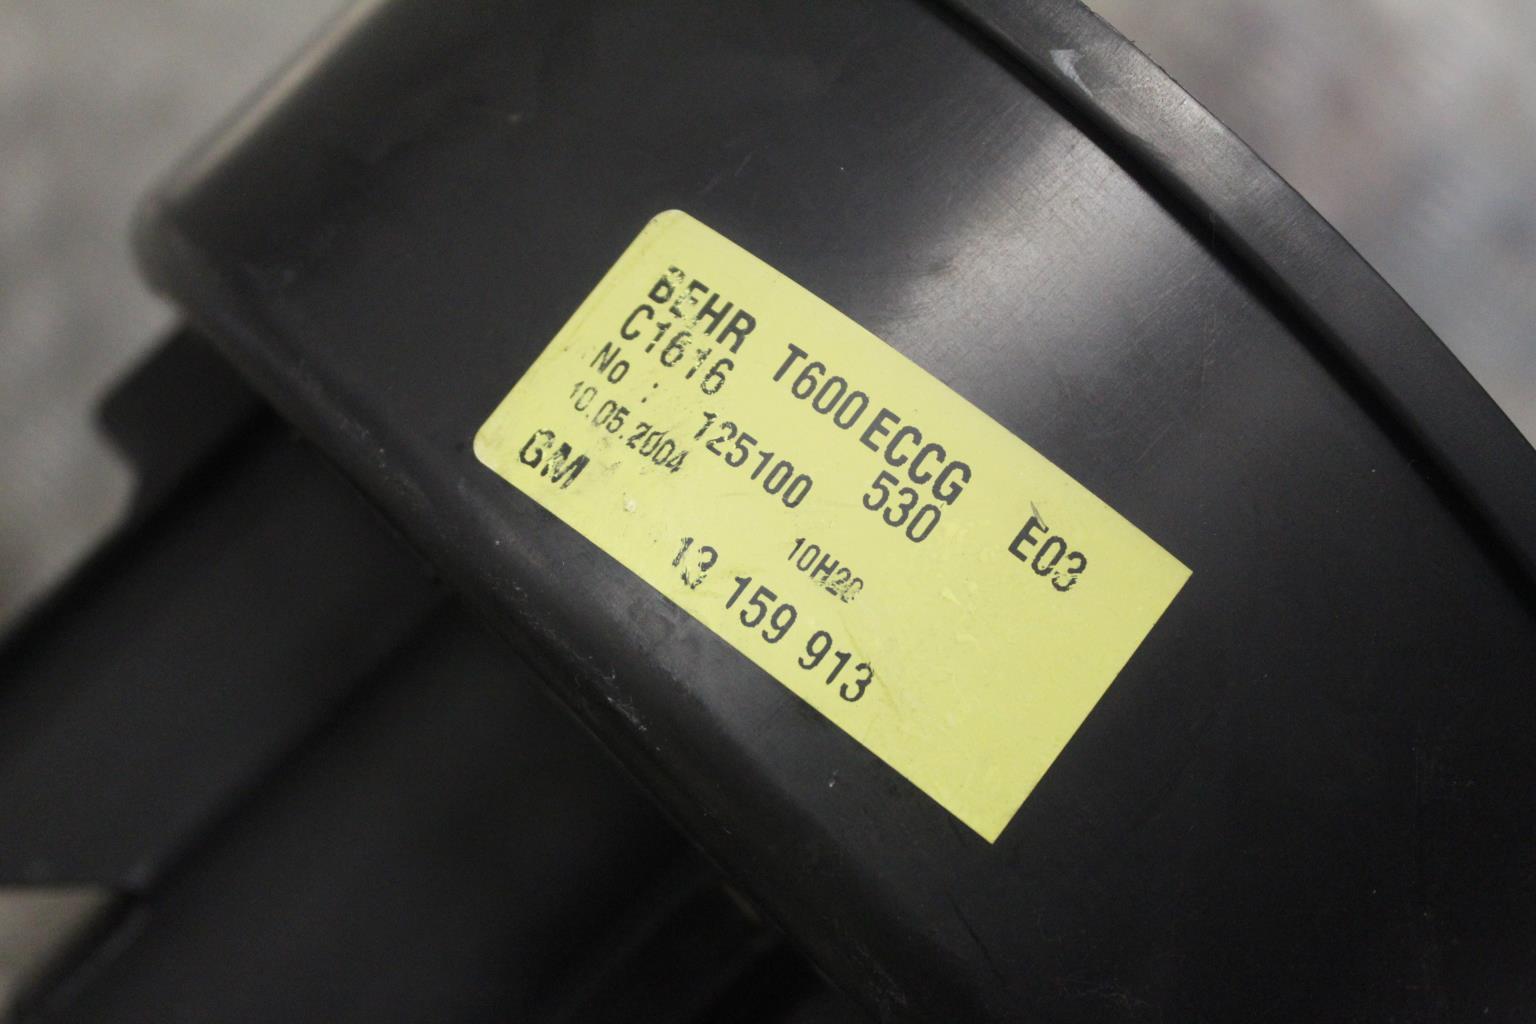 BEHR T600 ECCG E03
C1616 530
No : 125100
10.05.2004 10H20
GM 13 159 913